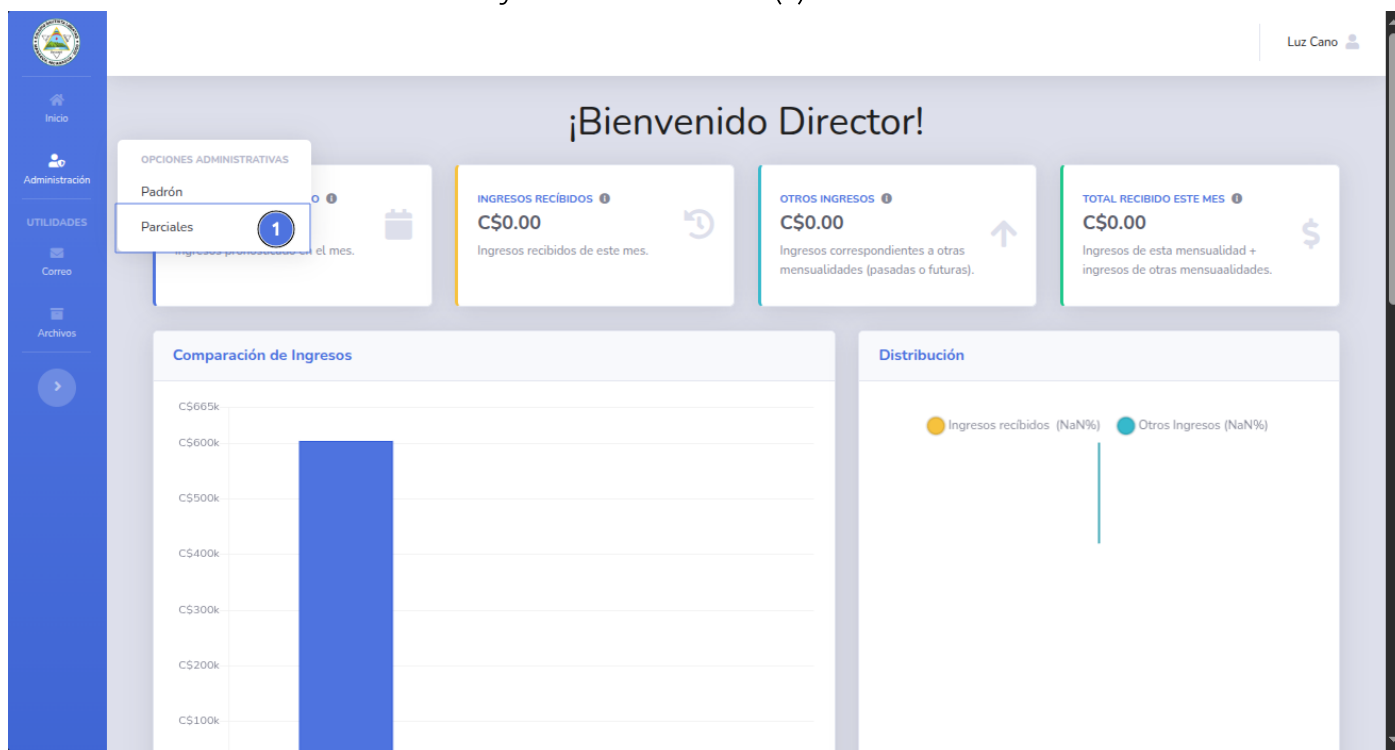 Luz Cano
Inicio
Administración
UTILIDADES
Correo
Archivos
¡Bienvenido Director!
OPCIONES ADMINISTRATIVAS
Padrón
Parciales
1
O
el mes.
INGRESOS RECÍBIDOS
C$0.00
Ingresos recibidos de este mes.
OTROS INGRESOS
C$0.00
Ingresos correspondientes a otras
mensualidades (pasadas o futuras).
TOTAL RECIBIDO ESTE MES
C$0.00
Ingresos de esta mensualidad +
ingresos de otras mensuaalidades.
Comparación de Ingresos
C$665k
C$600k
C$500k
C$400k
C$300k
C$200k
C$100k
Distribución
Ingresos recíbidos (NaN%)
Otros Ingresos (NaN%)